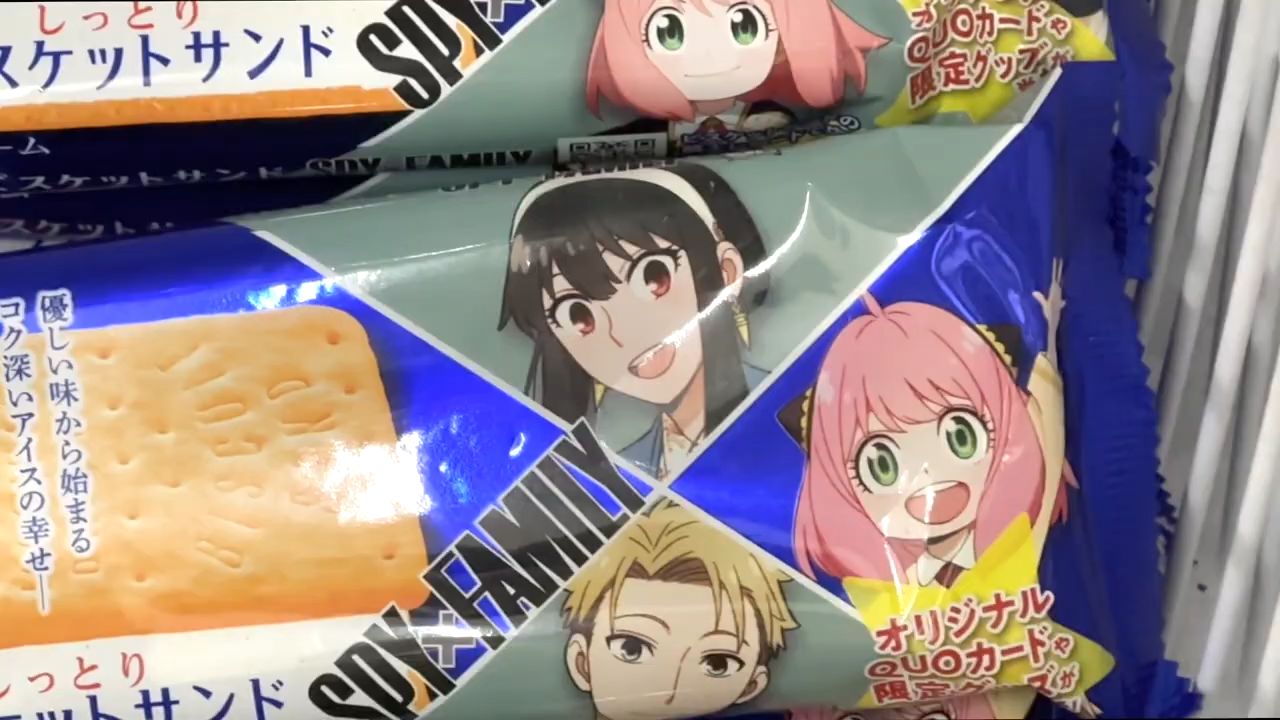 しっとり
スケットサンド
SPY×
オ
QUOカードや
限定グッズが
ーム
スケットサンド
SPY×FAMILY
スケットサ
優しい味から始まる
コク深いアイスの幸せ―
SPY×FAMILY
オリジナル
QUOカードや
限定グッズが
しっとり
ットサンド